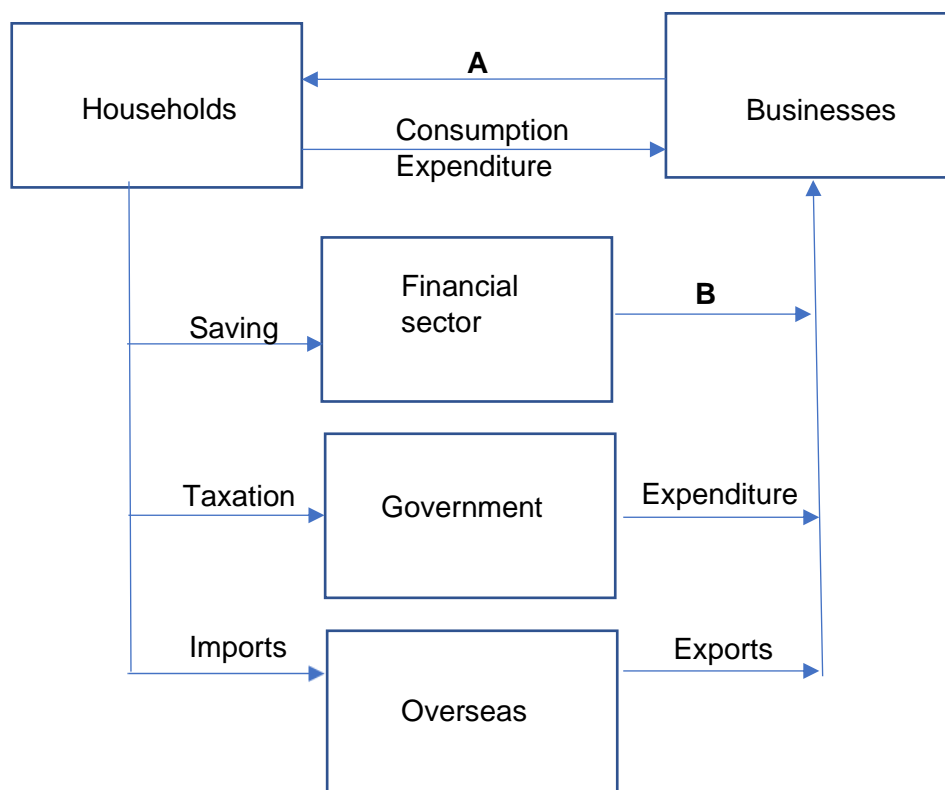 A
Households
Businesses
Consumption
Expenditure
Financial
sector
B
Saving
Taxation
Government
Expenditure
Imports
Exports
Overseas